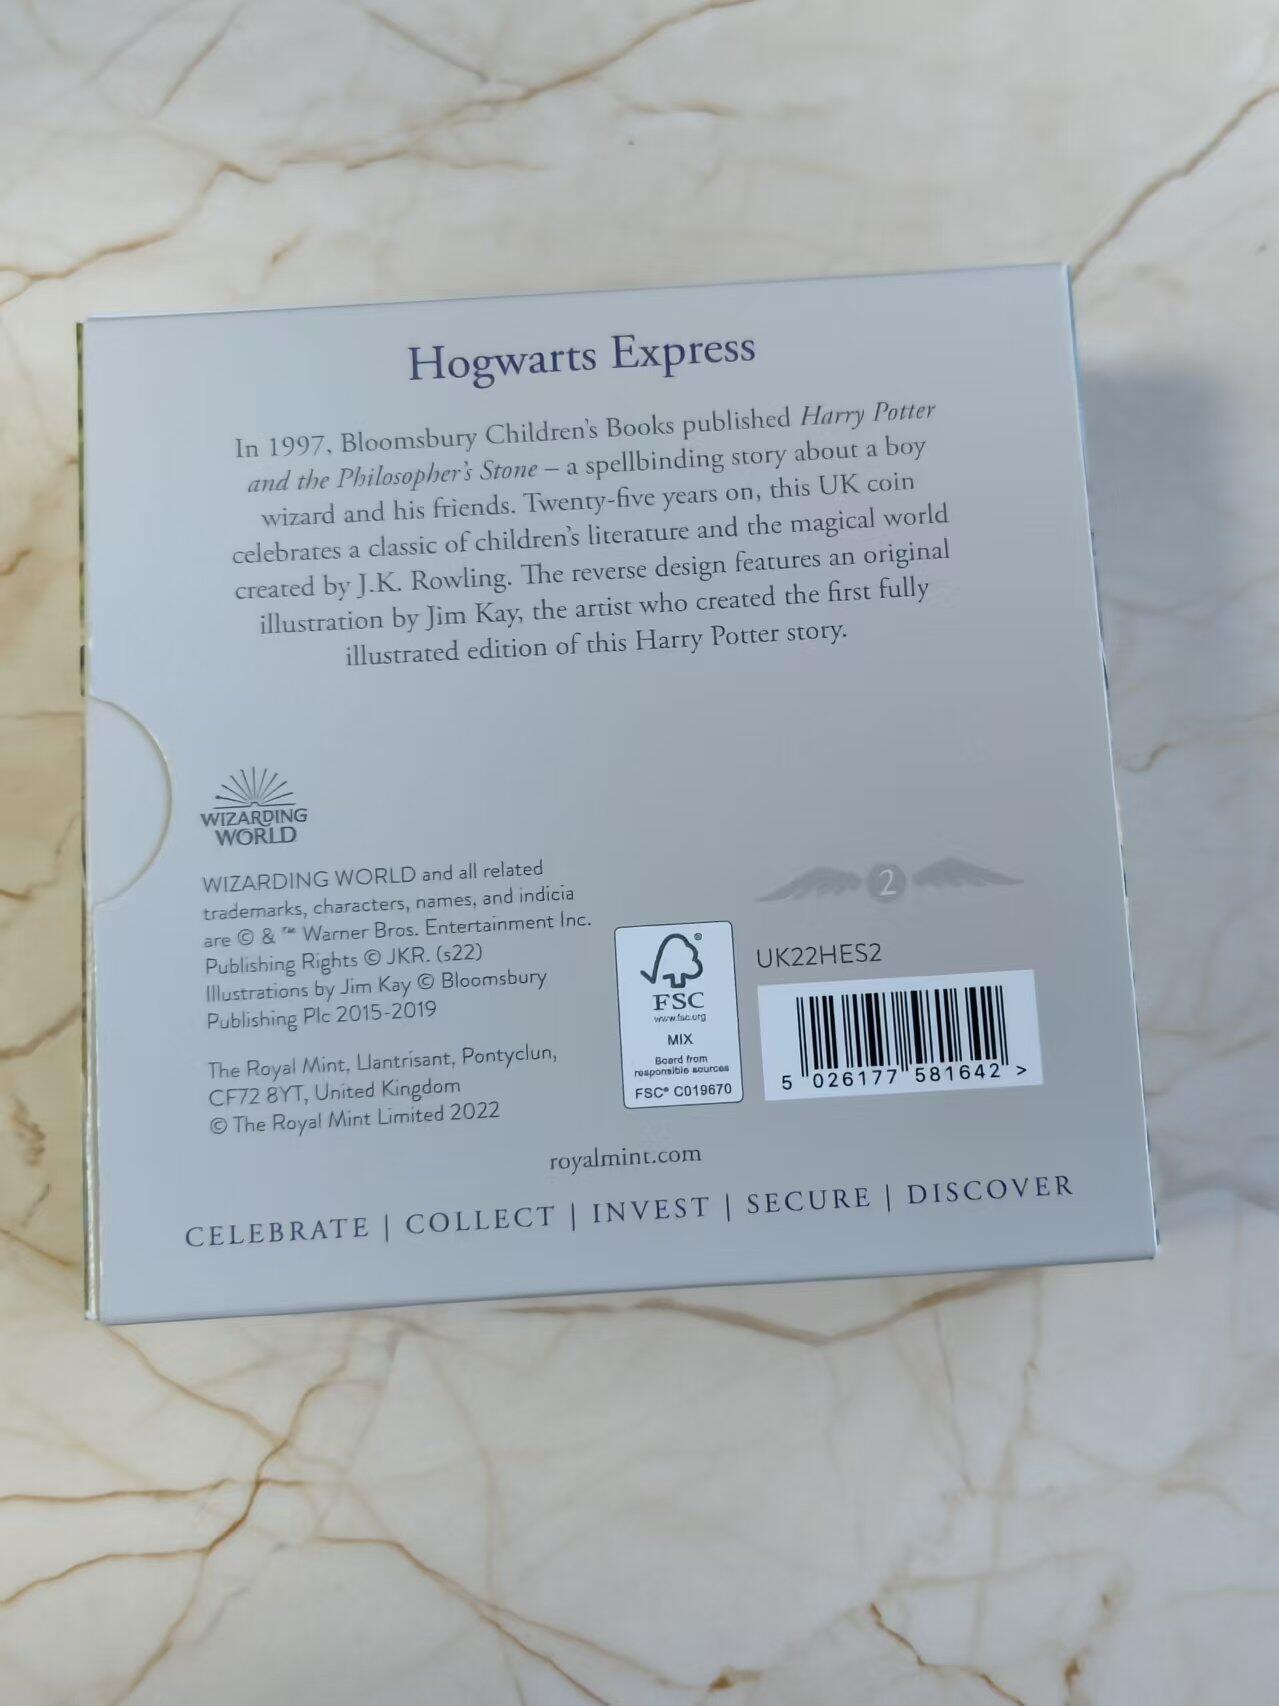 Hogwarts Express
In 1997, Bloomsbury Children's Books published Harry Potter
and the Philosopher's Stone – a spellbinding story about a boy
wizard and his friends. Twenty-five years on, this UK coin
celebrates a classic of children's literature and the magical world
created by J.K. Rowling. The reverse design features an original
illustration by Jim Kay, the artist who created the first fully
illustrated edition of this Harry Potter story.
WIZARDING
WORLD
WIZARDING WORLD and all related
trademarks, characters, names, and indicia
are © & ™ Warner Bros. Entertainment Inc.
Publishing Rights © JKR. (s22)
Illustrations by Jim Kay © Bloomsbury
Publishing Plc 2015-2019
The Royal Mint, Llantrisant, Pontyclun,
CF72 8YT, United Kingdom
© The Royal Mint Limited 2022
®
FSC
www.fsc.org
MIX
Board from
responsible sources
FSC® C019670
2
UK22HES2
5 026177 581642 >
royalmint.com
CELEBRATE | COLLECT | INVEST | SECURE | DISCOVER